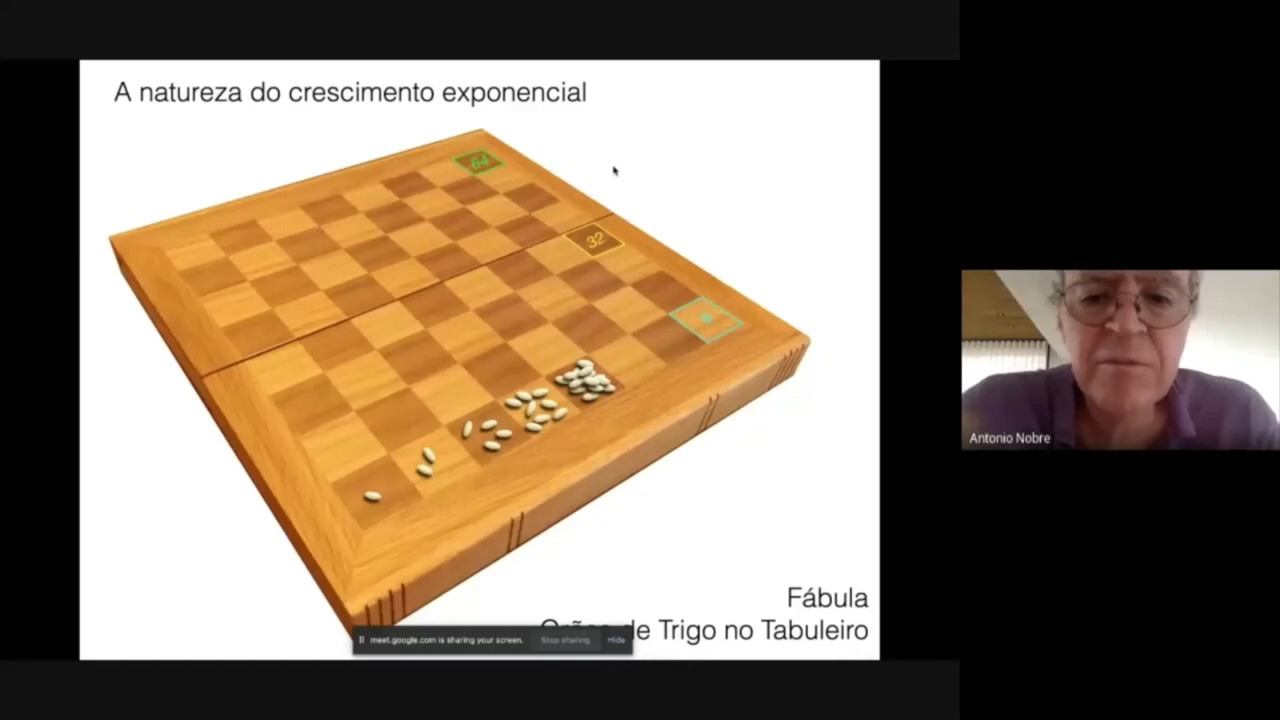 A natureza do crescimento exponencial
64
32
8
Fábula
de Trigo no Tabuleiro
meet.google.com is sharing your screen.
Stop sharing
Hide
Antonio Nobre